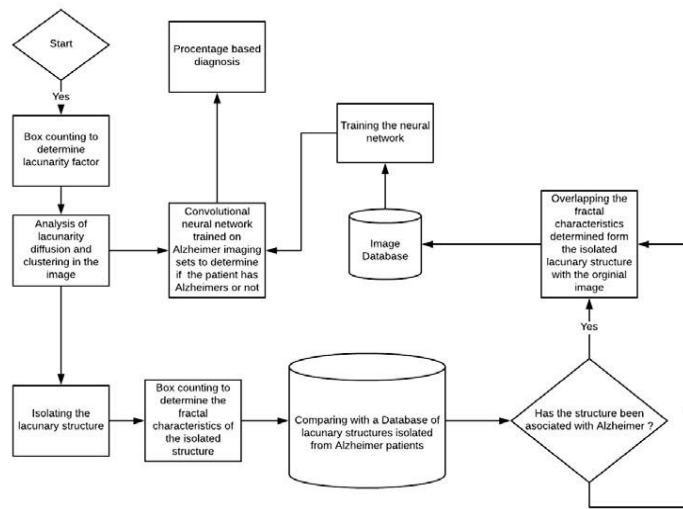 Start
Yes
Box counting to
determine
lacunarity factor
Analysis of
lacunarity
diffusion and
clustering in the
image
Procentage based
diagnosis
Convolutional
neural network
trained on
Alzheimer imaging
sets to determine
if the patient has
Alzheimers or not
Training the neural
network
Image
Database
Overlapping the
fractal
characteristics
determined form
the isolated
lacunary structure
with the orginial
image
Yes
Isolating the
lacunary structure
Box counting to
determine the
fractal
characteristics of
the isolated
structure
Comparing with a Database of
lacunary structures isolated
from Alzheimer patients
Has the structure been
asociated with Alzheimer ?